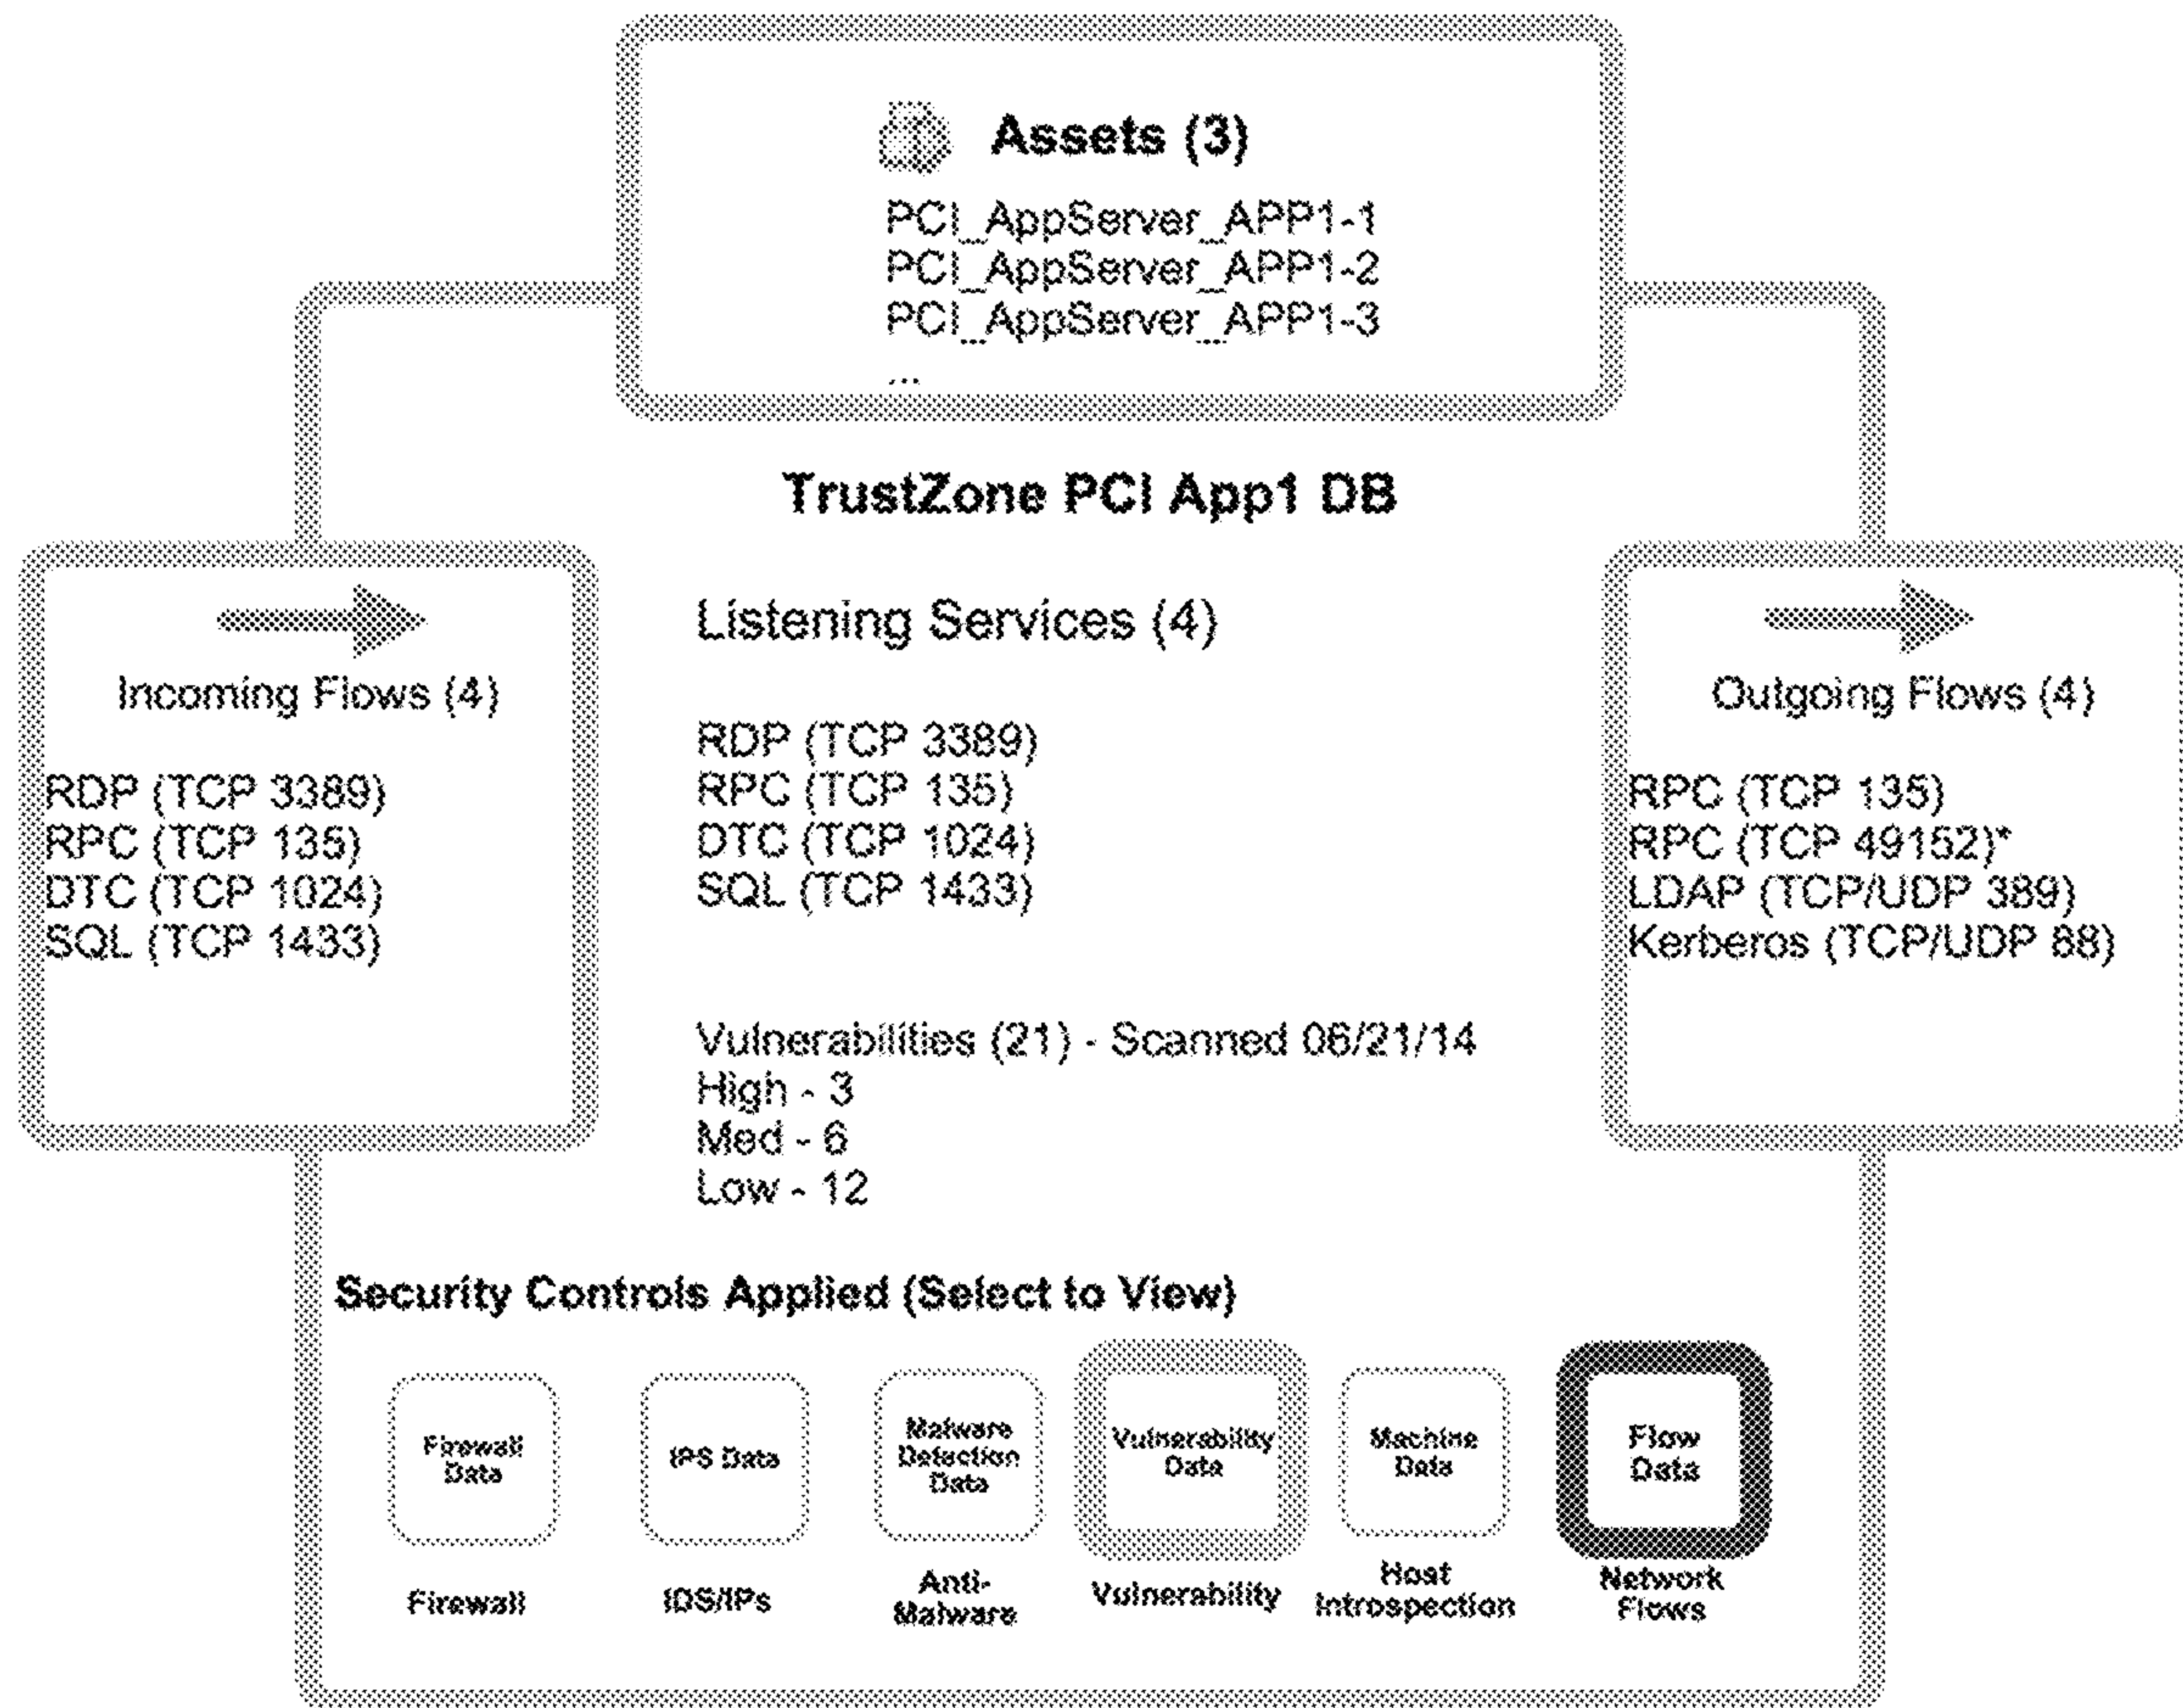 Assets (3)
PCI_AppServer_APP1-1
PCI_AppServer_APP1-2
PCI_AppServer_APP1-3
...
TrustZone PCI App1 DB
Incoming Flows (4)
RDP (TCP 3389)
RPC (TCP 135)
DTC (TCP 1024)
SQL (TCP 1433)
Listening Services (4)
RDP (TCP 3389)
RPC (TCP 135)
DTC (TCP 1024)
SQL (TCP 1433)
Vulnerabilities (21) - Scanned 06/21/14
High - 3
Med - 6
Low - 12
Outgoing Flows (4)
RPC (TCP 135)
RPC (TCP 49152)*
LDAP (TCP/UDP 389)
Kerberos (TCP/UDP 88)
Security Controls Applied (Select to View)
Firewall
Data
IPS Data
Malware
Detection
Data
Vulnerability
Data
Machine
Data
Flow
Data
Firewall
IDS/IPs
Anti-
Malware
Vulnerability
Host
Introspection
Network
Flows